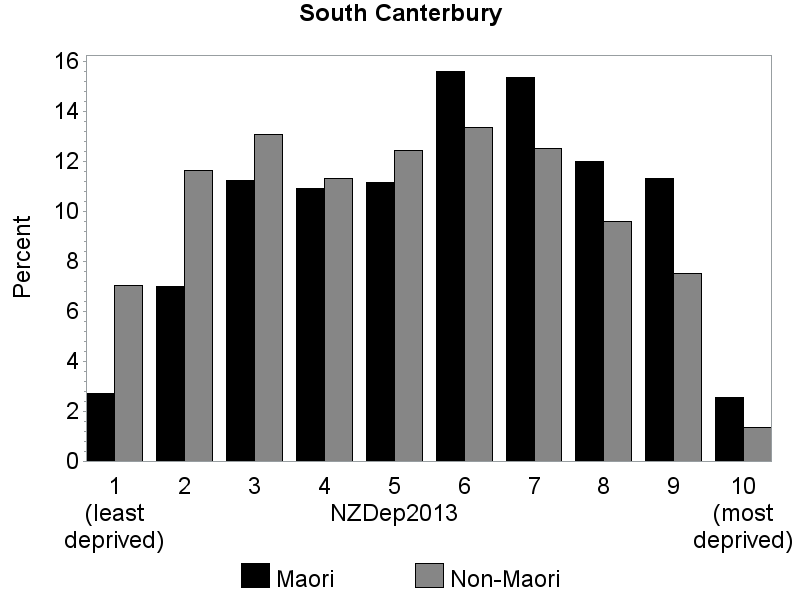 South Canterbury
Percent
16
14
12
10
8
6
4
2
0
1 2 3 4 5 6 7 8 9 10
(least NZDep2013 (most
deprived) deprived)
Maori Non-Maori